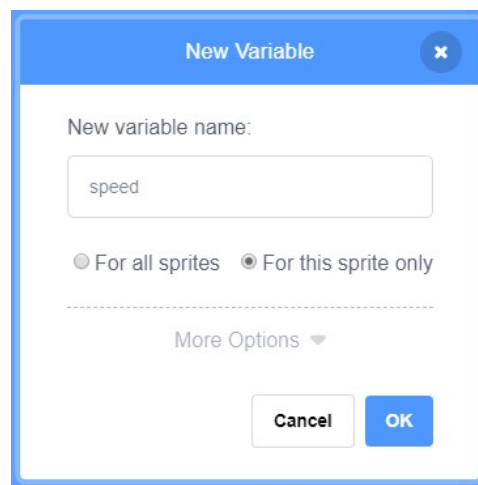 New Variable
New variable name:
speed
For all sprites For this sprite only
More Options
Cancel OK